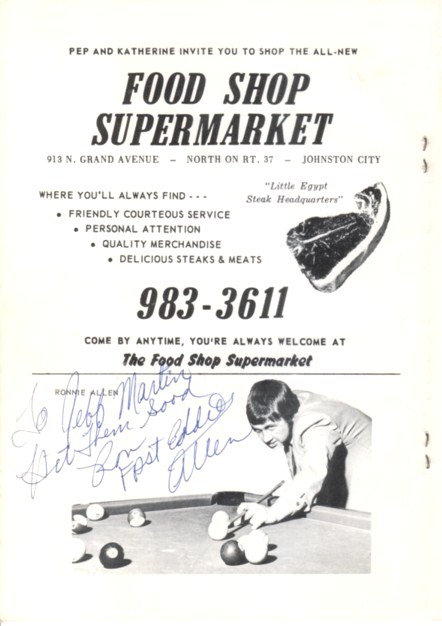 PEP AND KATHERINE INVITE YOU TO SHOP THE ALL-NEW
FOOD SHOP
SUPERMARKET
913 N. GRAND AVENUE – NORTH ON RT. 37 – JOHNSTON CITY
WHERE YOU'LL ALWAYS FIND - - -
"Little Egypt
Steak Headquarters"
• FRIENDLY COURTEOUS SERVICE
• PERSONAL ATTENTION
• QUALITY MERCHANDISE
• DELICIOUS STEAKS & MEATS
983-3611
COME BY ANYTIME, YOU'RE ALWAYS WELCOME AT
The Food Shop Supermarket
RONNIE ALLEN
To Jeff Martin
Hit Them Good
Ron
Fast Eddie
Allen